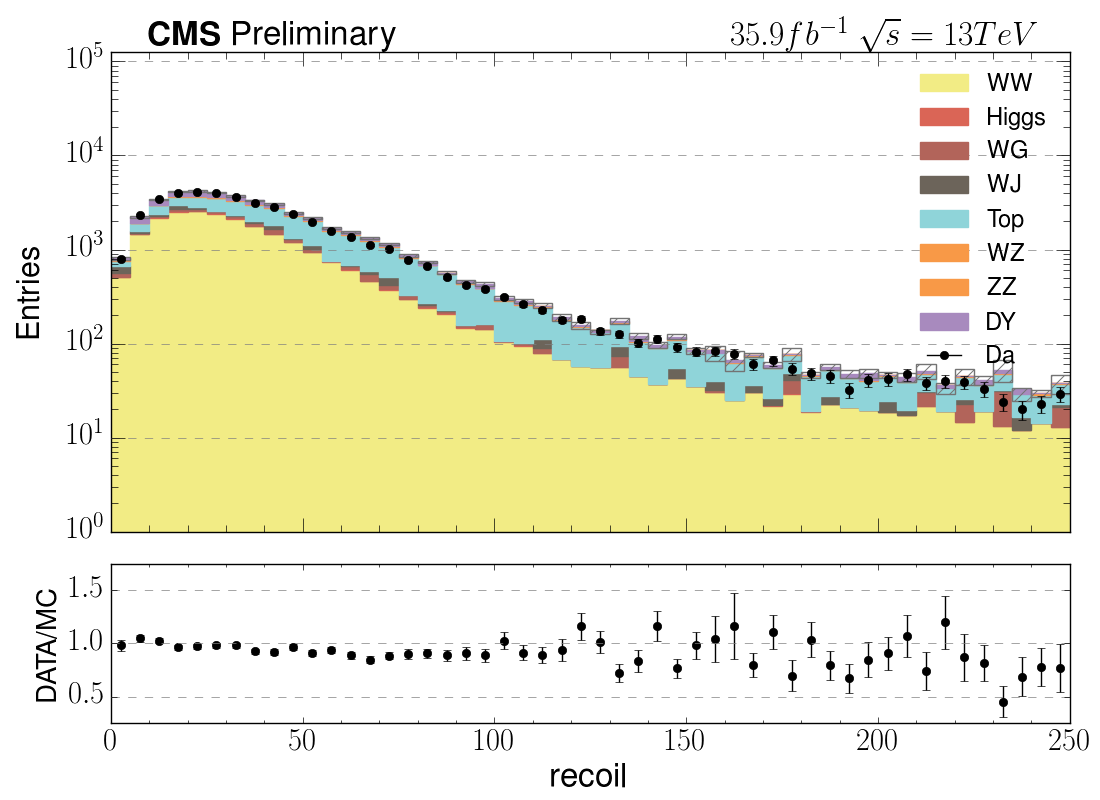 CMS Preliminary
35.9fb⁻¹ √s = 13TeV
10⁵
10⁴
10³
10²
10¹
10⁰
Entries
WW
Higgs
WG
WJ
Top
WZ
ZZ
DY
Da
1.5
1.0
0.5
DATA/MC
0 50 100 150 200 250
recoil